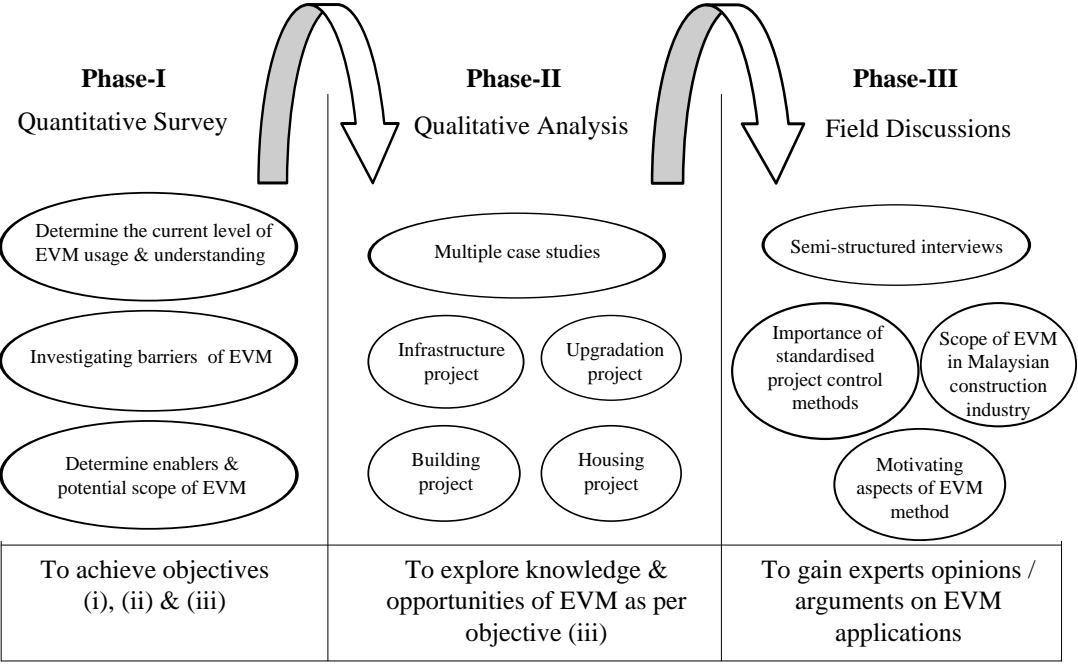 Phase-I
Quantitative Survey
Determine the current level of
EVM usage & understanding
Investigating barriers of EVM
Determine enablers &
potential scope of EVM
To achieve objectives
(i), (ii) & (iii)
Phase-II
Qualitative Analysis
Multiple case studies
Infrastructure
project
Upgradation
project
Building
project
Housing
project
To explore knowledge &
opportunities of EVM as per
objective (iii)
Phase-III
Field Discussions
Semi-structured interviews
Importance of
standardised
project control
methods
Scope of EVM
in Malaysian
construction
industry
Motivating
aspects of EVM
method
To gain experts opinions /
arguments on EVM
applications